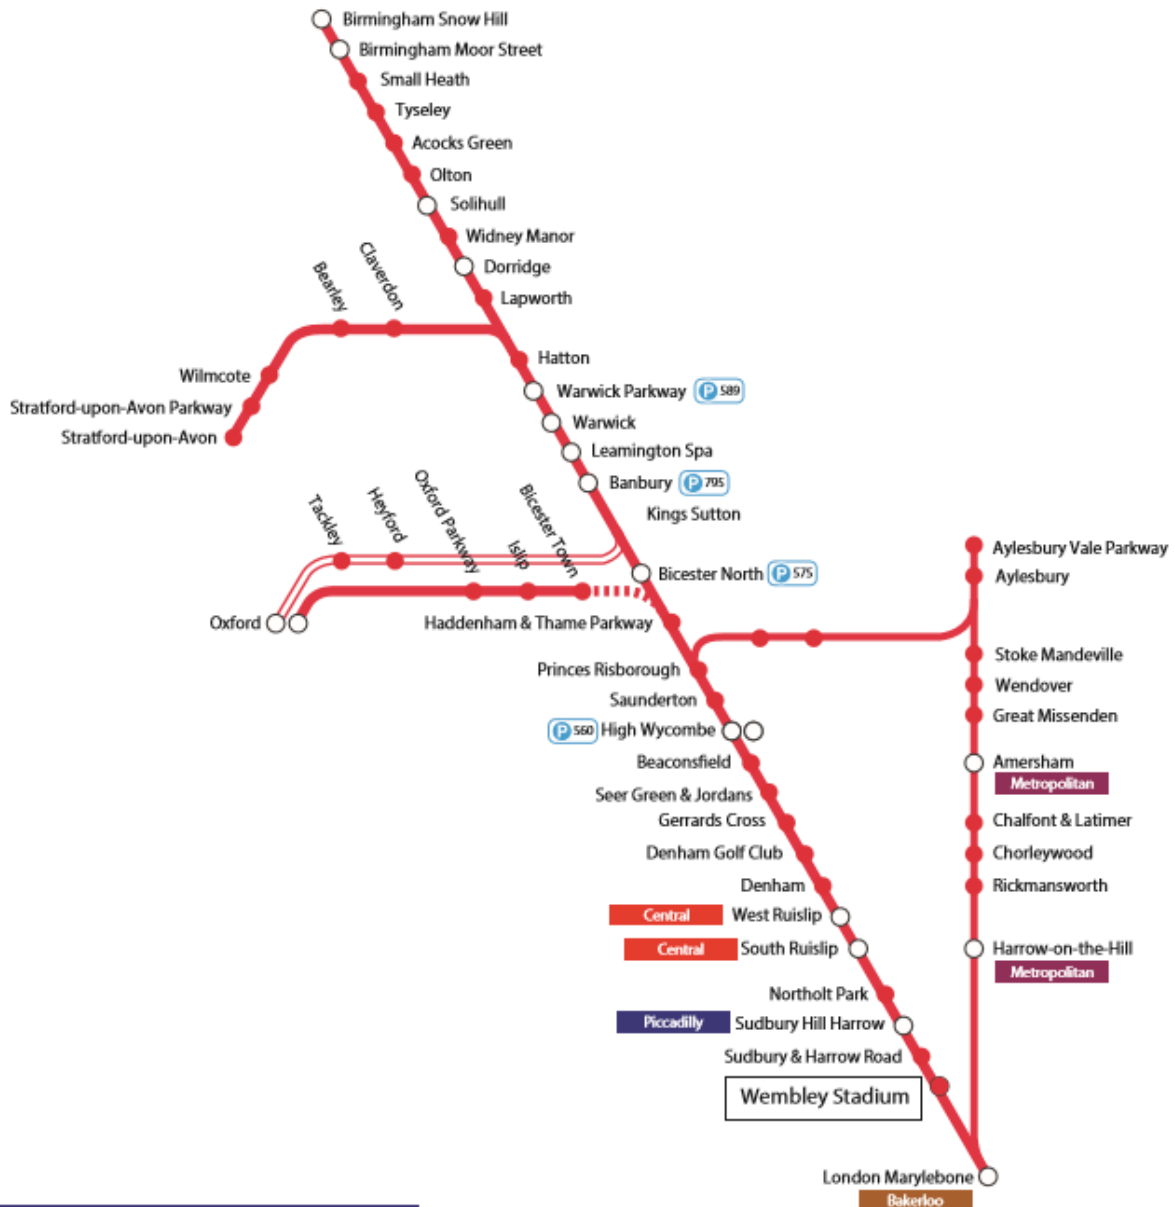 Birmingham Snow Hill
Birmingham Moor Street
Small Heath
Tyseley
Acocks Green
Olton
Solihull
Widney Manor
Dorridge
Lapworth
Claverdon
Bearley
Wilmcote
Stratford-upon-Avon Parkway
Stratford-upon-Avon
Hatton
Warwick Parkway P 589
Warwick
Leamington Spa
Banbury P 795
Kings Sutton
Tackley
Heyford
Oxford Parkway
Islip
Bicester Town
Oxford
Bicester North P 575
Haddenham & Thame Parkway
Princes Risborough
Saunderton
P 560 High Wycombe
Beaconsfield
Seer Green & Jordans
Gerrards Cross
Denham Golf Club
Denham
Central West Ruislip
Central South Ruislip
Northolt Park
Piccadilly Sudbury Hill Harrow
Sudbury & Harrow Road
Wembley Stadium
London Marylebone
Bakerloo
Aylesbury Vale Parkway
Aylesbury
Stoke Mandeville
Wendover
Great Missenden
Amersham
Metropolitan
Chalfont & Latimer
Chorleywood
Rickmansworth
Harrow-on-the-Hill
Metropolitan